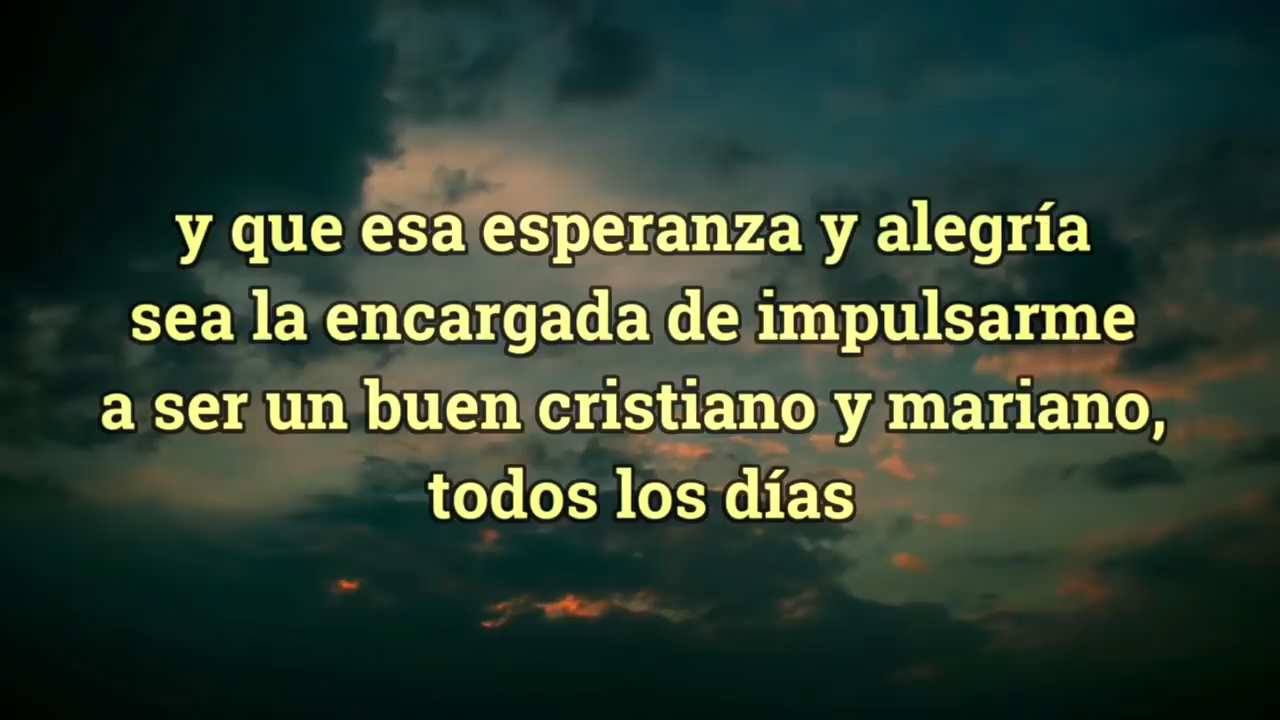 y que esa esperanza y alegría
sea la encargada de impulsarme
a ser un buen cristiano y mariano,
todos los días